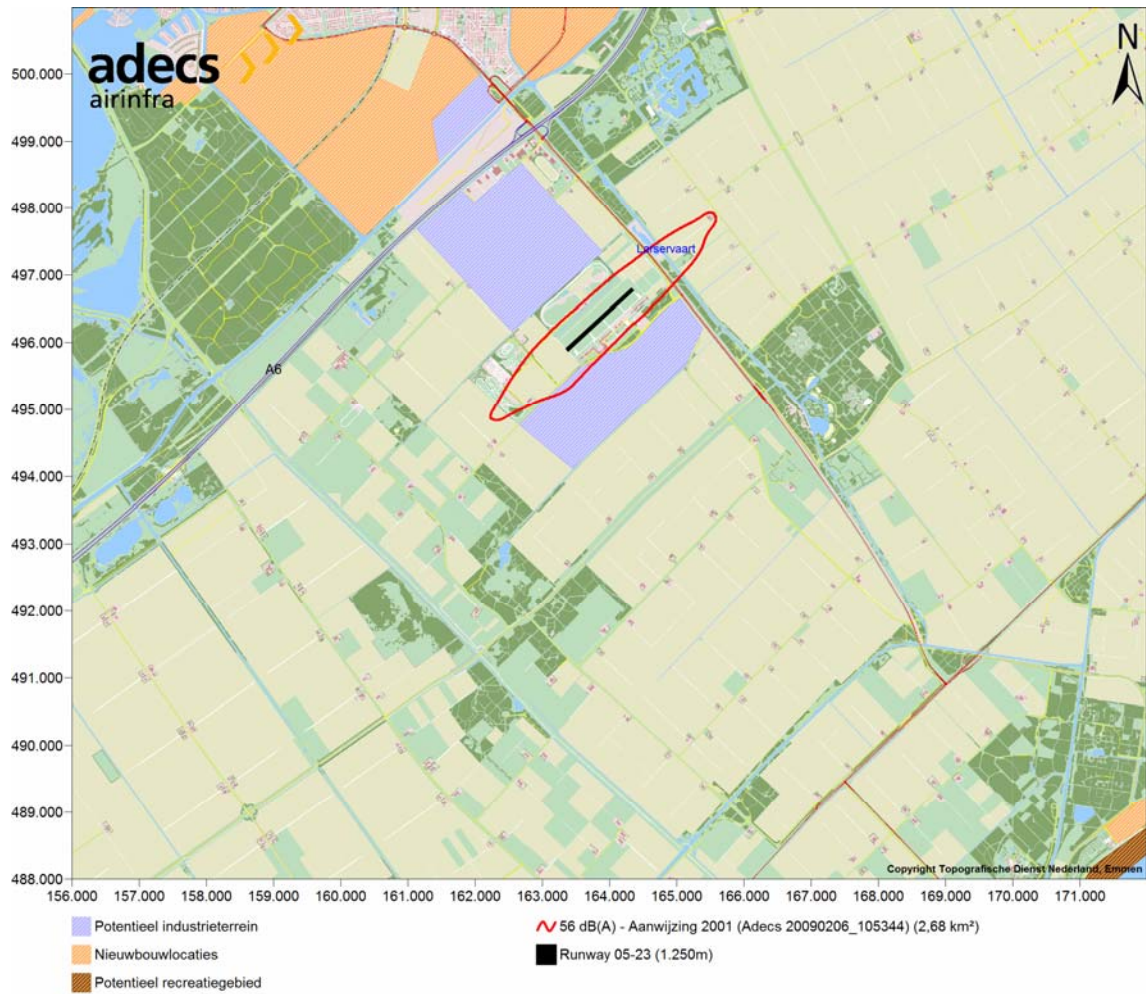 adecs
airinfra
N
500.000
499.000
498.000
497.000
496.000
495.000
494.000
493.000
492.000
491.000
490.000
489.000
488.000
Larservaart
A6
Copyright Topografische Dienst Nederland, Emmen
156.000 157.000 158.000 159.000 160.000 161.000 162.000 163.000 164.000 165.000 166.000 167.000 168.000 169.000 170.000 171.000
Potentieel industrieterrein
Nieuwbouwlocaties
Potentieel recreatiegebied
56 dB(A) - Aanwijzing 2001 (Adecs 20090206_105344) (2,68 km²)
Runway 05-23 (1.250m)